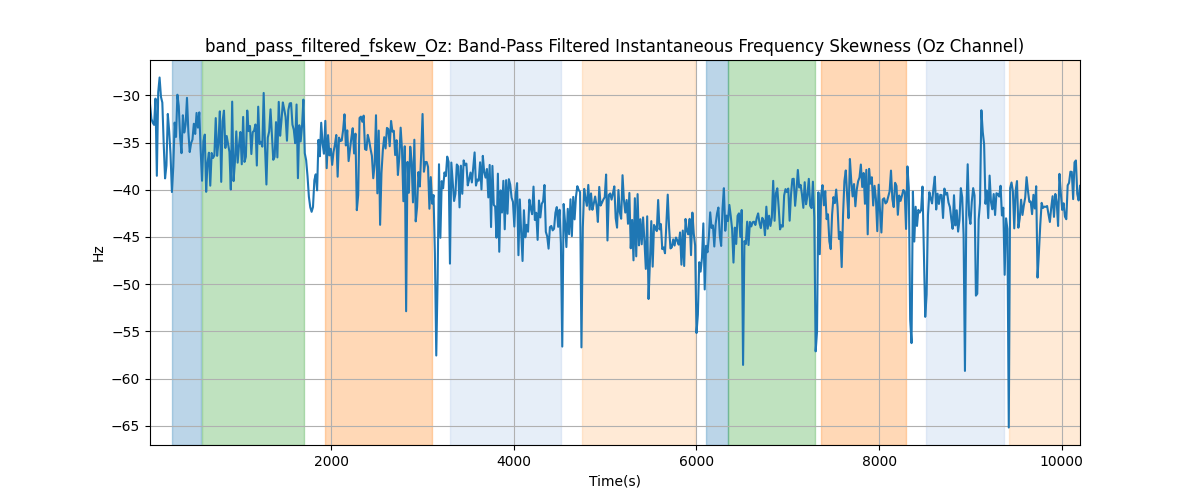 band_pass_filtered_fskew_Oz: Band-Pass Filtered Instantaneous Frequency Skewness (Oz Channel)
Hz
−30
−35
−40
−45
−50
−55
−60
−65
2000 4000 6000 8000 10000
Time(s)